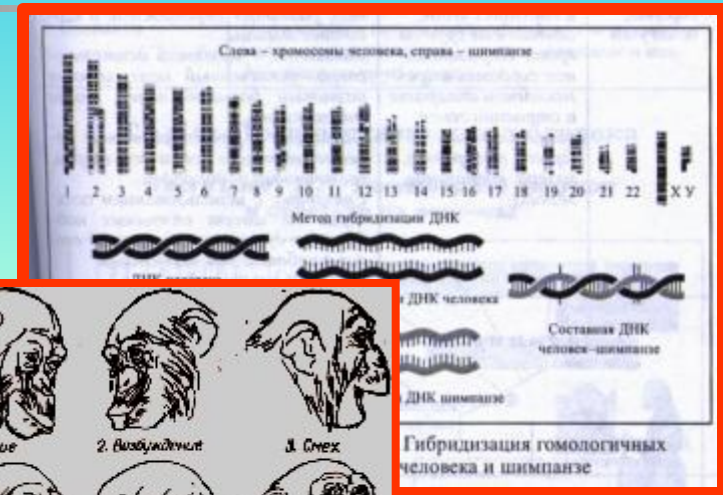 Слева – хромосомы человека, справа – шимпанзе
1 2 3 4 5 6 7 8 9 10 11 12 13 14 15 16 17 18 19 20 21 22 X У
Метод гибридизации ДНК
ДНК человека
Составная ДНК
человек–шимпанзе
ДНК шимпанзе
2. Возбуждение
3. Смех
Гибридизация гомологичных
человека и шимпанзе